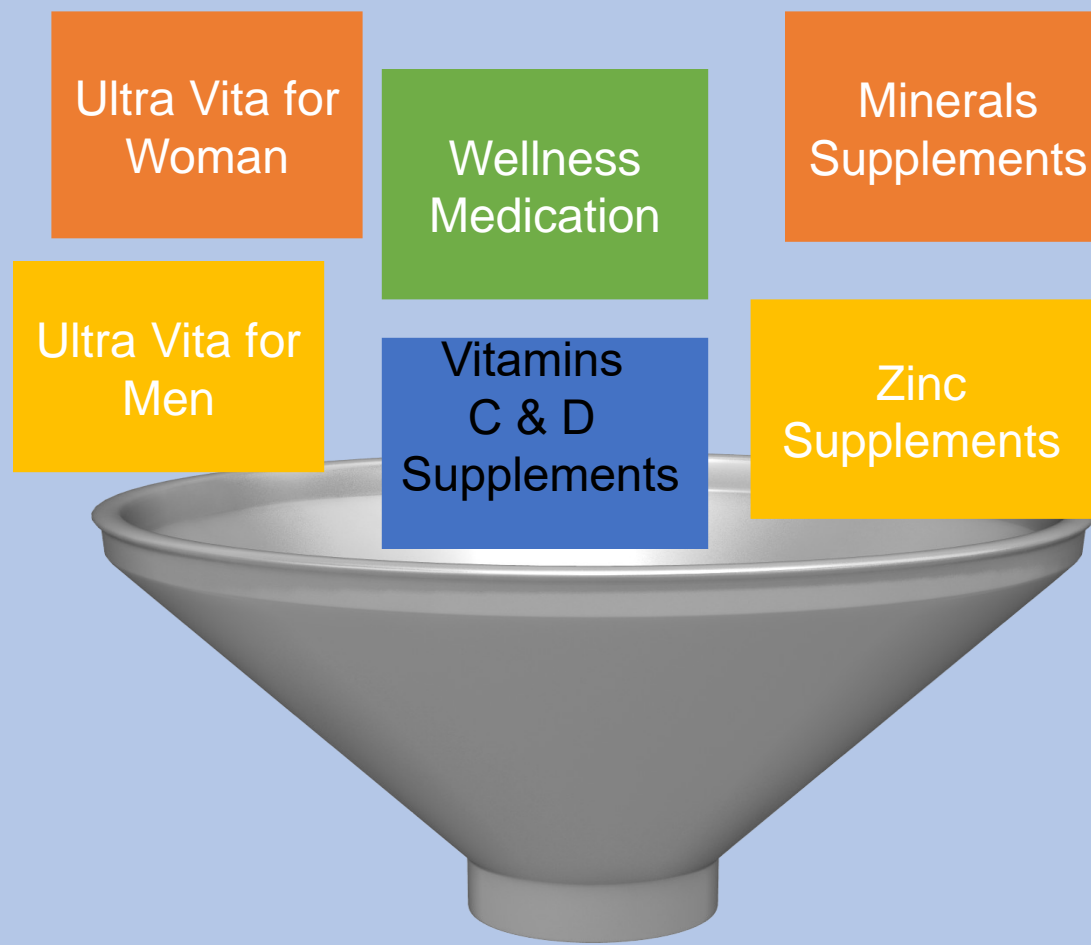 Ultra Vita for
Woman
Wellness
Medication
Minerals
Supplements
Ultra Vita for
Men
Vitamins
C & D
Supplements
Zinc
Supplements